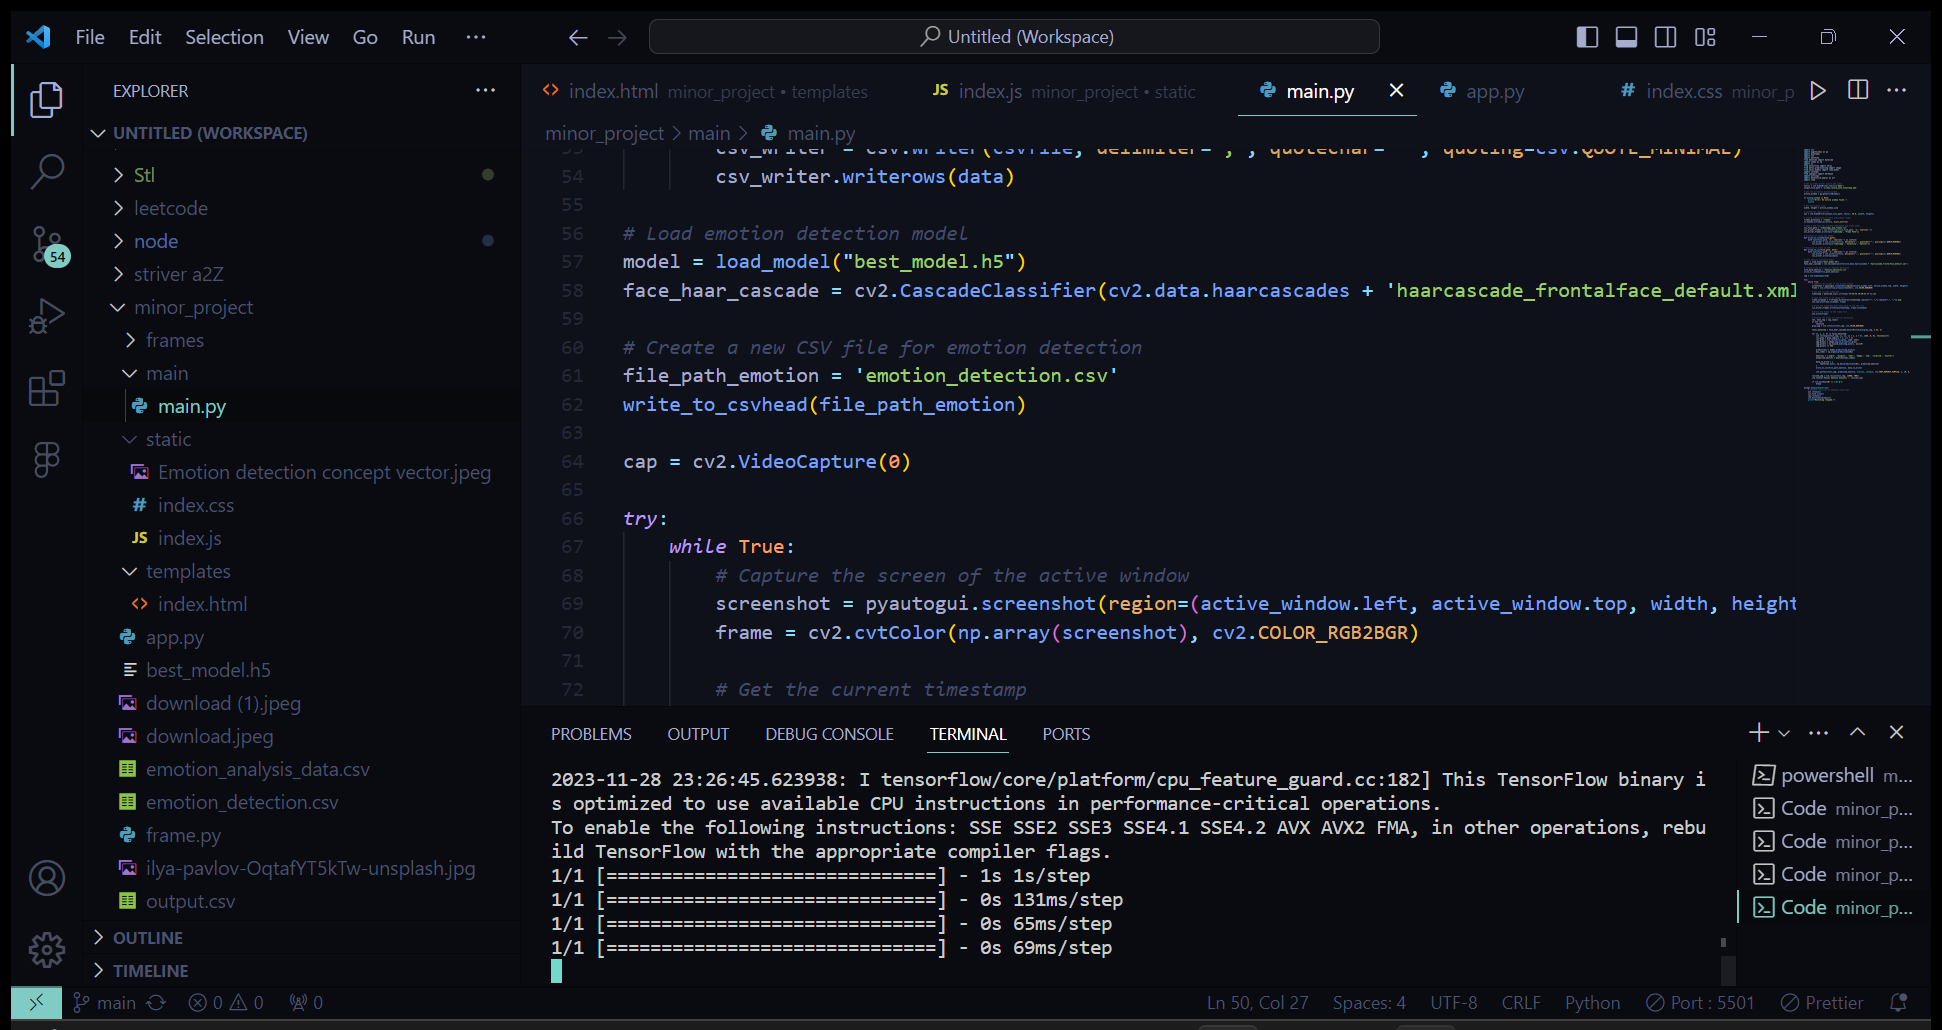 File Edit Selection View Go Run ···
Untitled (Workspace)
EXPLORER ···
UNTITLED (WORKSPACE)
Stl
leetcode
node
striver a2Z
minor_project
frames
main
main.py
static
Emotion detection concept vector.jpeg
# index.css
JS index.js
templates
<> index.html
app.py
best_model.h5
download (1).jpeg
download.jpeg
emotion_analysis_data.csv
emotion_detection.csv
frame.py
ilya-pavlov-OqtafYT5kTw-unsplash.jpg
output.csv
OUTLINE
TIMELINE
54
<> index.html minor_project • templates JS index.js minor_project • static main.py app.py # index.css minor_p
minor_project > main > main.py
53 csv_writer = csv.writer(csvfile, delimiter=',', quotechar=' ', quoting=csv.QUOTE_MINIMAL)
54 csv_writer.writerows(data)
55
56 # Load emotion detection model
57 model = load_model("best_model.h5")
58 face_haar_cascade = cv2.CascadeClassifier(cv2.data.haarcascades + 'haarcascade_frontalface_default.xml
59
60 # Create a new CSV file for emotion detection
61 file_path_emotion = 'emotion_detection.csv'
62 write_to_csvhead(file_path_emotion)
63
64 cap = cv2.VideoCapture(0)
65
66 try:
67 while True:
68 # Capture the screen of the active window
69 screenshot = pyautogui.screenshot(region=(active_window.left, active_window.top, width, height
70 frame = cv2.cvtColor(np.array(screenshot), cv2.COLOR_RGB2BGR)
71
72 # Get the current timestamp
PROBLEMS OUTPUT DEBUG CONSOLE TERMINAL PORTS
2023-11-28 23:26:45.623938: I tensorflow/core/platform/cpu_feature_guard.cc:182] This TensorFlow binary i
s optimized to use available CPU instructions in performance-critical operations.
To enable the following instructions: SSE SSE2 SSE3 SSE4.1 SSE4.2 AVX AVX2 FMA, in other operations, rebu
ild TensorFlow with the appropriate compiler flags.
1/1 [==============================] - 1s 1s/step
1/1 [==============================] - 0s 131ms/step
1/1 [==============================] - 0s 65ms/step
1/1 [==============================] - 0s 69ms/step
powershell m...
Code minor_p...
Code minor_p...
Code minor_p...
Code minor_p...
main 0 0 0 Ln 50, Col 27 Spaces: 4 UTF-8 CRLF Python Port : 5501 Prettier